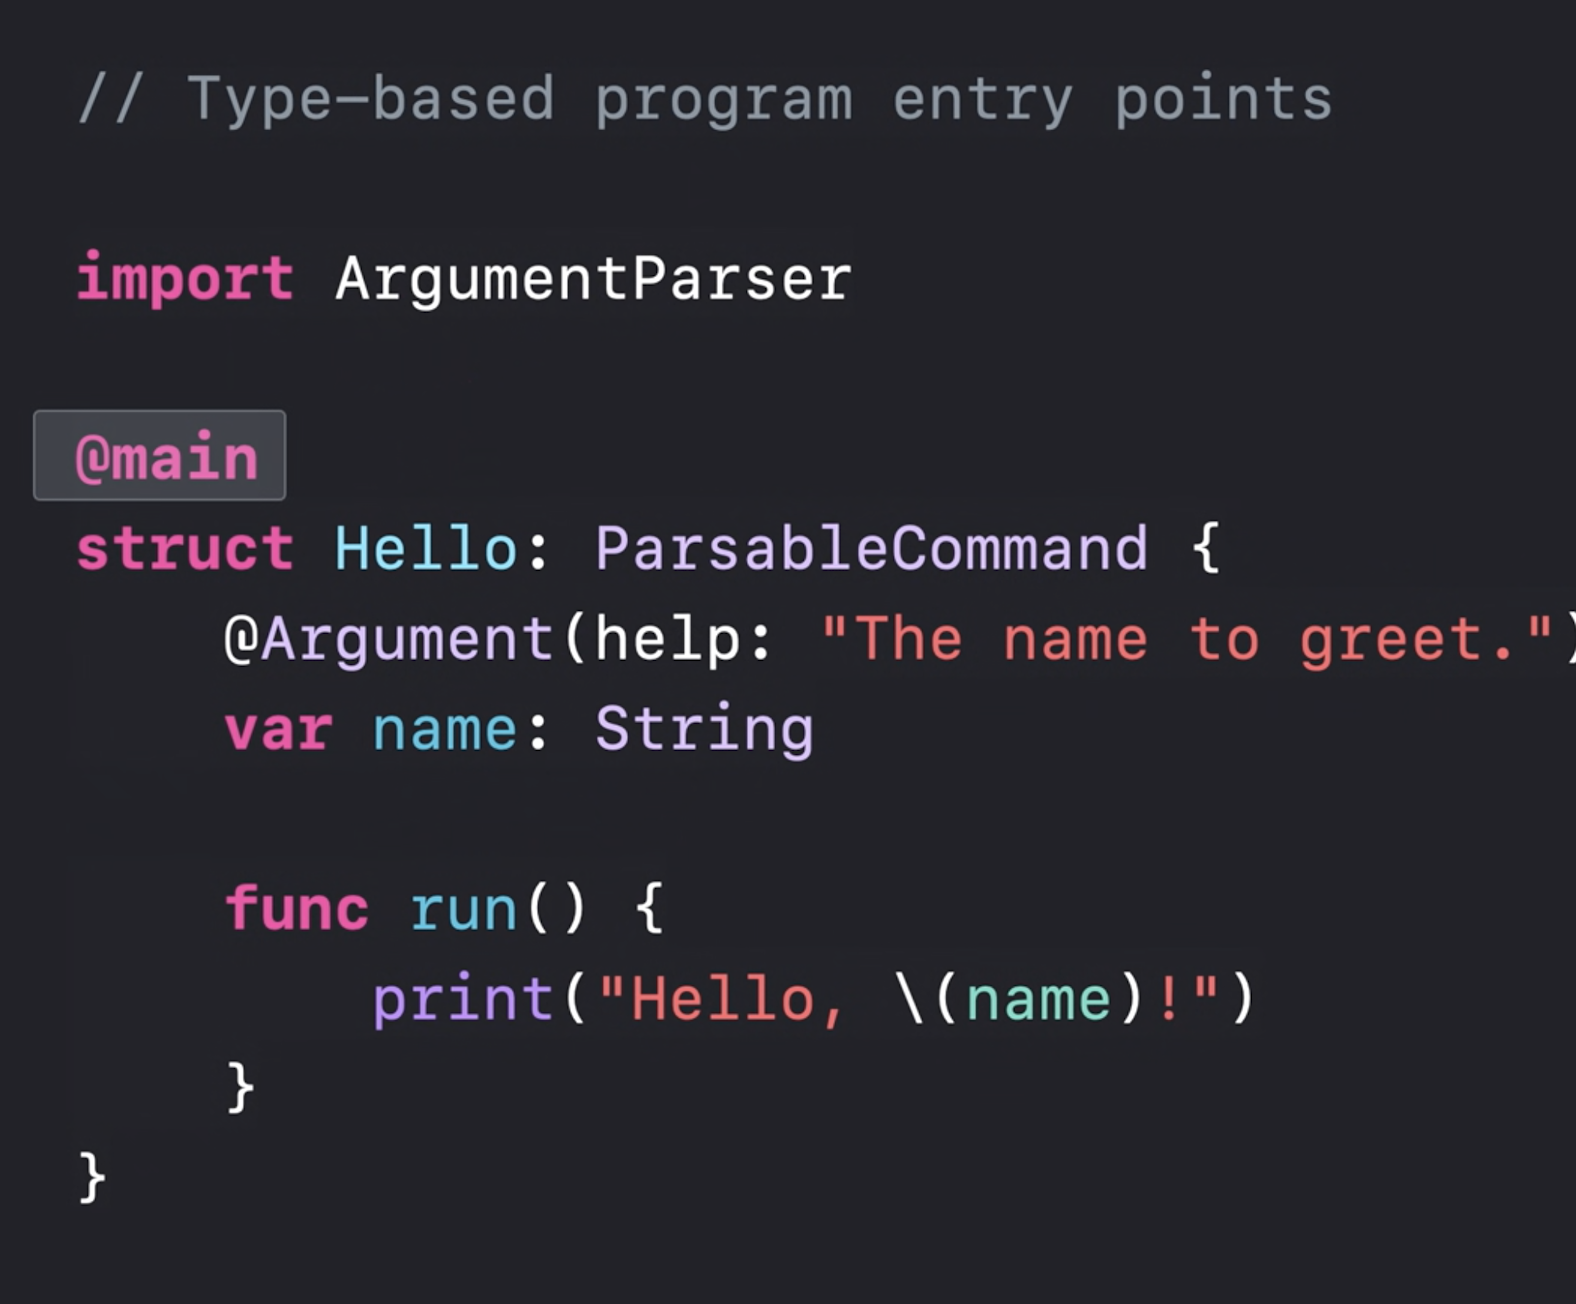 // Type-based program entry points
import ArgumentParser
@main
struct Hello: ParsableCommand {
@Argument(help: "The name to greet.")
var name: String
func run() {
print("Hello, \(name)!")
}
}